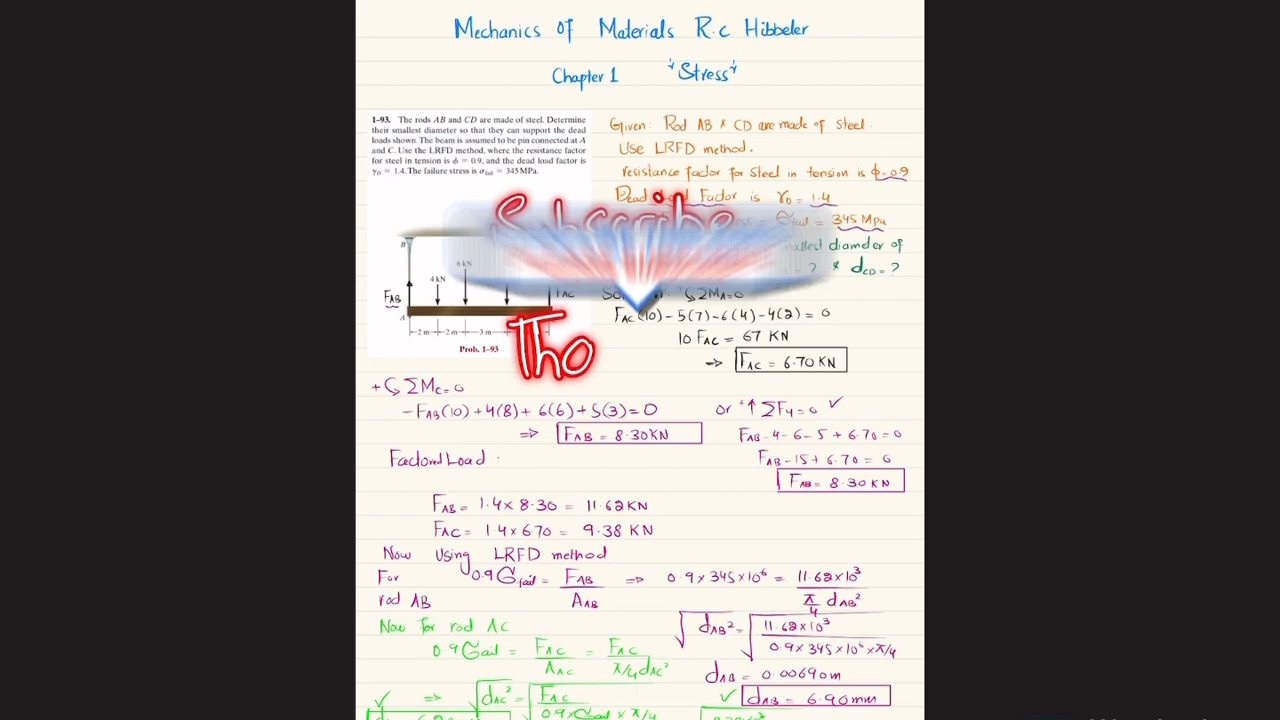 Mechanics of Materials R.c Hibbeler
Chapter 1 "Stress"
1–93. The rods AB and CD are made of steel. Determine
their smallest diameter so that they can support the dead
loads shown. The beam is assumed to be pin connected at A
and C. Use the LRFD method, where the resistance factor
for steel in tension is ϕ = 0.9, and the dead load factor is
γD = 1.4. The failure stress is σfail = 345 MPa.
Given: Rod AB & CD are made of steel.
Use LRFD method.
resistance factor for steel in tension is ϕ=0.9
Dead Factor is γD = 1.4
σfail = 345 Mpa
smallest diameter of
? & dCD = ?
Subscribe
Tho
B
6 kN
4 kN
FAB
FAC
A
2 m 2 m 3 m
Prob. 1–93
ΣMA=0
FAC(10) - 5(7) - 6(4) - 4(2) = 0
10 FAC = 67 KN
⇒ FAC = 6.70 KN
+ ↺ ΣMC = 0
-FAB(10) + 4(8) + 6(6) + 5(3) = 0
⇒ FAB = 8.30 KN
or +↑ ΣFy = 0 ✓
FAB - 4 - 6 - 5 + 6.70 = 0
FAB - 15 + 6.70 = 0
FAB = 8.30 KN
Factored Load :
FAB = 1.4 x 8.30 = 11.62 KN
FAC = 1.4 x 6.70 = 9.38 KN
Now Using LRFD method
For rod AB
0.9 σfail = FAB / AAB ⇒ 0.9 x 345 x 10⁶ = 11.62 x 10³ / π/4 dAB²
√dAB² = √11.62 x 10³ / 0.9 x 345 x 10⁶ x π/4
dAB = 0.00690 m
✓ dAB = 6.90 mm
Now for rod AC
0.9 σfail = FAC / AAC = FAC / π/4 dAC²
✓ ⇒ √dAC² = √FAC / 0.9 x σfail x π/4